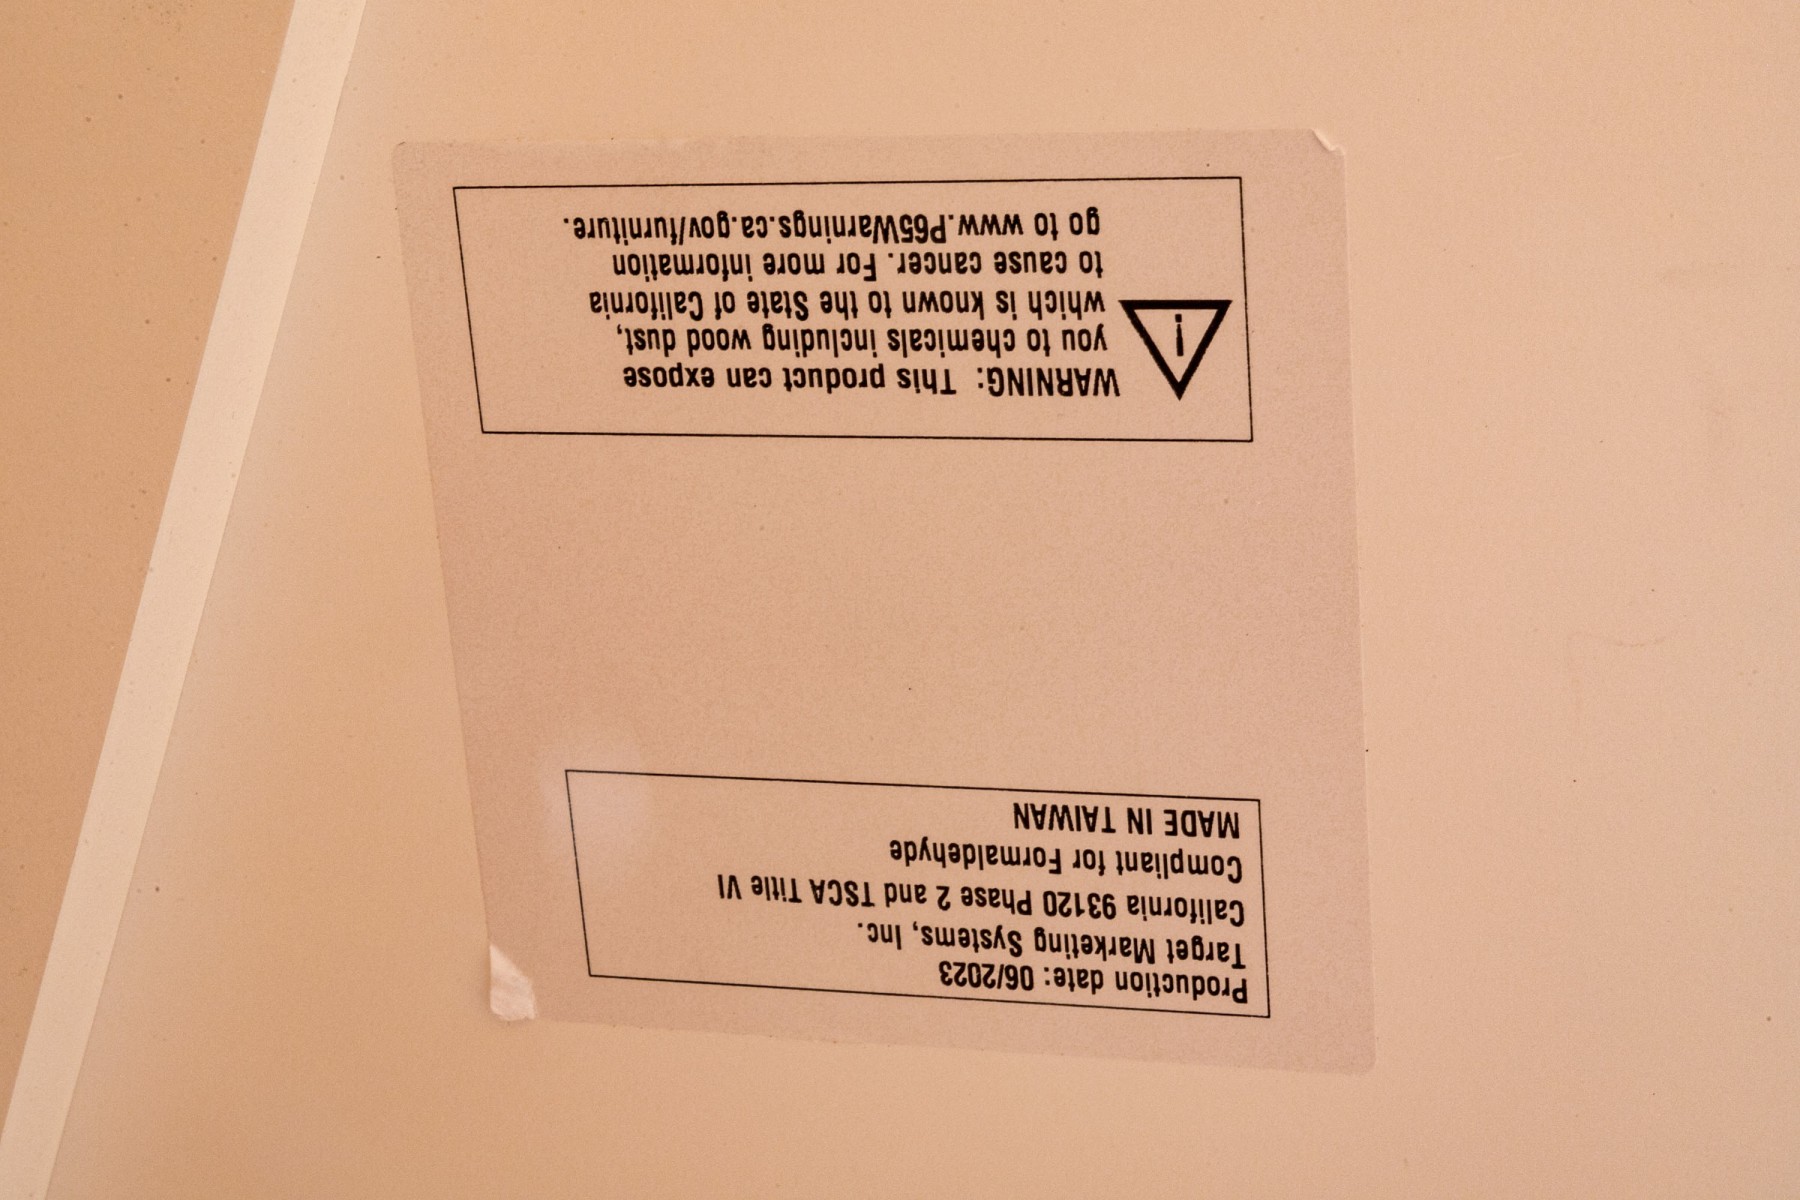 Production date: 06/2023
Target Marketing Systems, Inc.
California 93120 Phase 2 and TSCA Title VI
Compliant for Formaldehyde
MADE IN TAIWAN
WARNING: This product can expose
you to chemicals including wood dust,
which is known to the State of California
to cause cancer. For more information
go to www.P65Warnings.ca.gov/furniture.